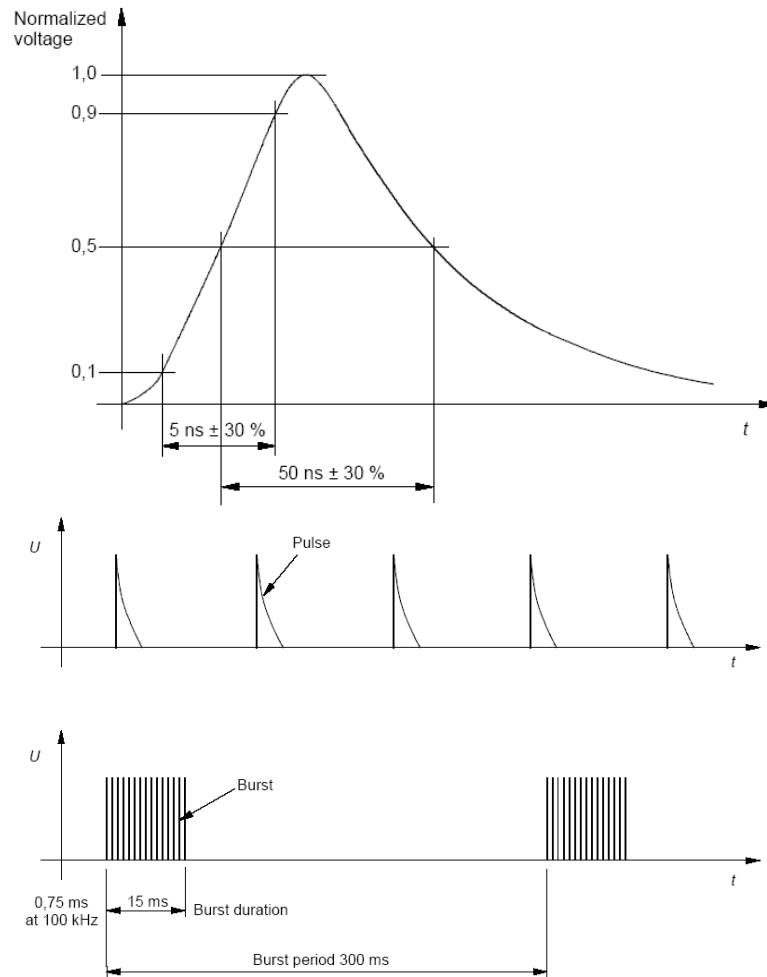 Normalized
voltage
1,0
0,9
0,5
0,1
t
5 ns ± 30 %
50 ns ± 30 %
U
Pulse
t
U
Burst
t
0,75 ms
at 100 kHz
15 ms
Burst duration
Burst period 300 ms